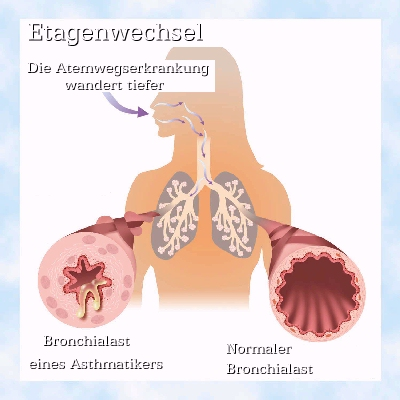 Etagenwechsel
Die Atemwegserkrankung
wandert tiefer
Bronchialast
eines Asthmatikers
Normaler
Bronchialast